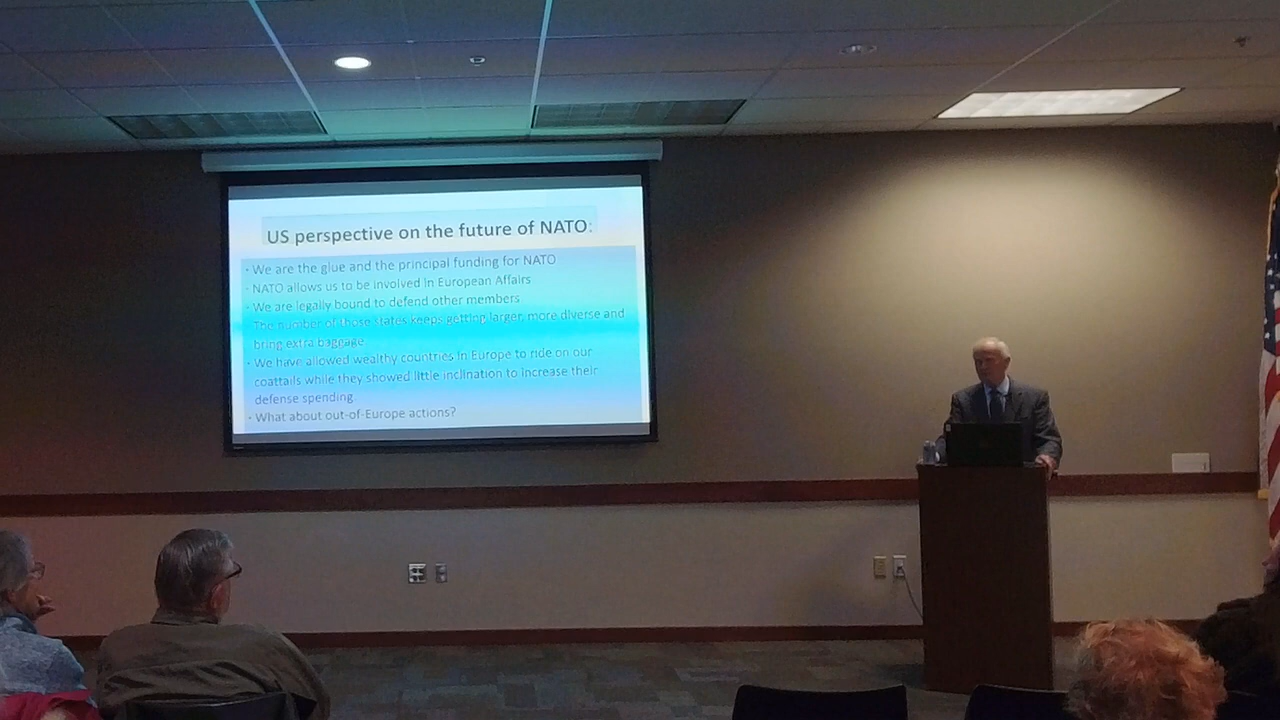 US perspective on the future of NATO:
- We are the glue and the principal funding for NATO
- NATO allows us to be involved in European Affairs
- We are legally bound to defend other members
The number of those states keeps getting larger, more diverse and
bring extra baggage
- We have allowed wealthy countries in Europe to ride on our
coattails while they showed little inclination to increase their
defense spending
- What about out-of-Europe actions?